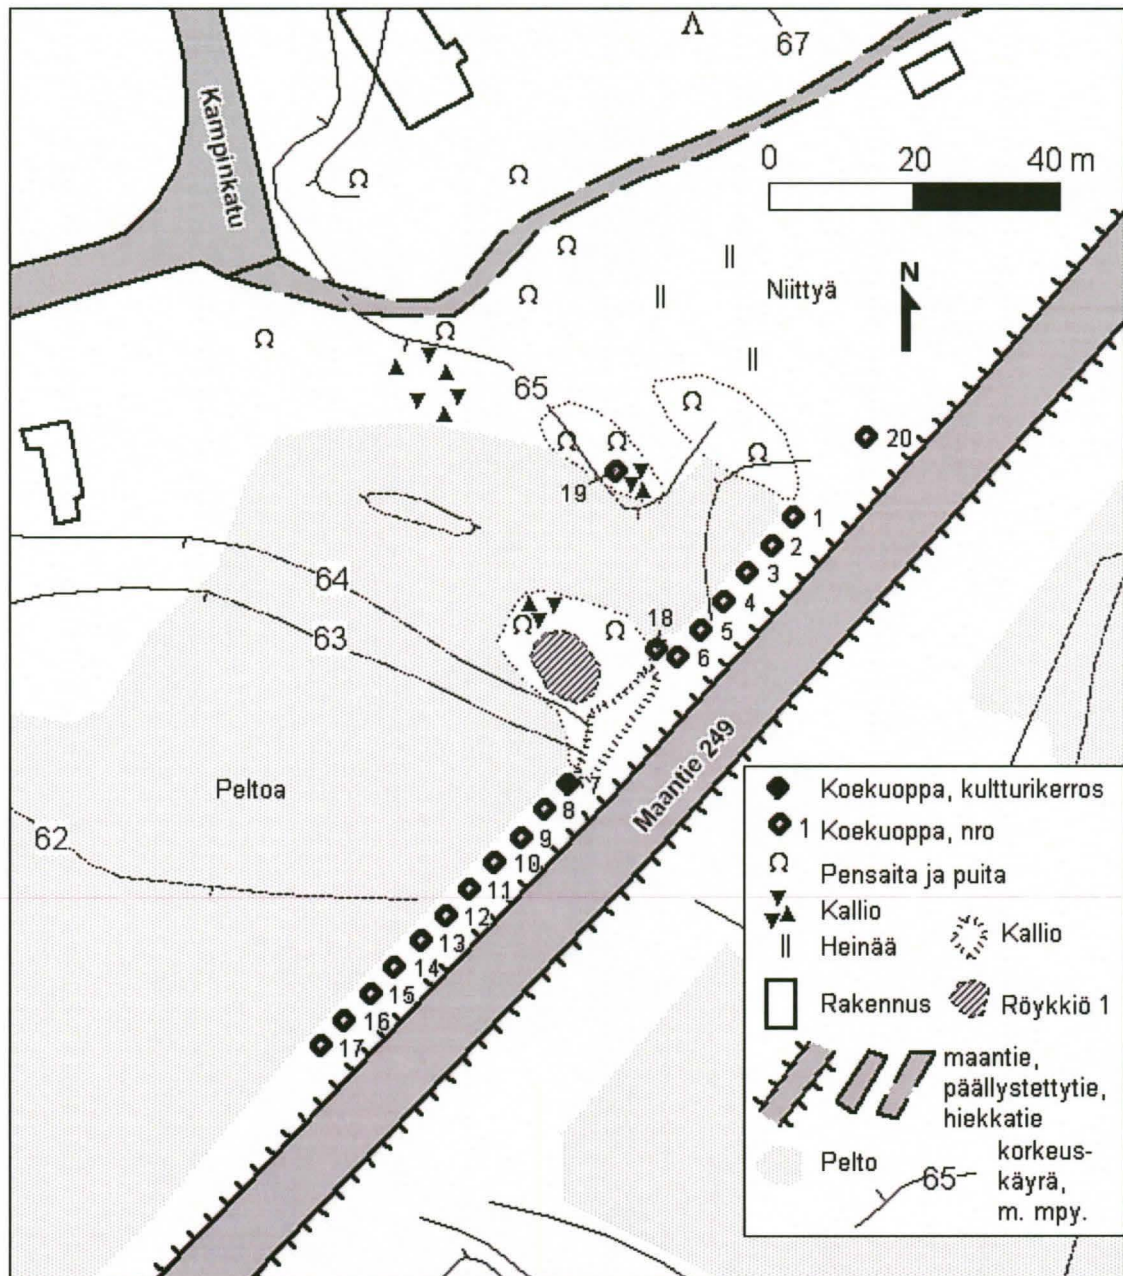 67
Kampinkatu
0 20 40 m
Niittyä
N
65
20
19
1
2
3
4
5
6
18
64
63
Maantie 249
Peltoa
62
7
8
9
10
11
12
13
14
15
16
17
Koekuoppa, kultturikerros
1 Koekuoppa, nro
Pensaita ja puita
Kallio
Heinää
Kallio
Rakennus
Röykkiö 1
maantie,
päällystettytie,
hiekkatie
Pelto
65
korkeus-
käyrä,
m. mpy.